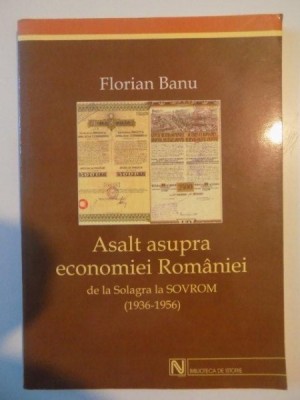 Florian Banu
Asalt asupra
economiei României
de la Solagra la SOVROM
(1936-1956)
N
BIBLIOTECA DE ISTORIE